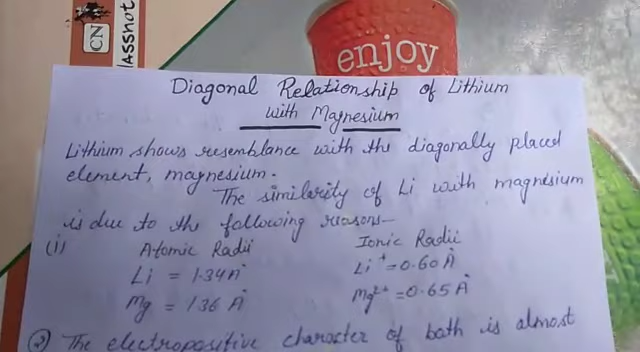 CN
ASSNOT
enjoy
Diagonal Relationship of Lithium
with Magnesium
Lithium shows resemblance with the diagonally placed
element, magnesium.
The similarity of Li with magnesium
is due to the following reasons—
(i) Atomic Radii Ionic Radii
Li = 1.34 A° Li⁺ = 0.60 Å
Mg = 1.36 Å Mg²⁺ = 0.65 Å
② The electropositive character of both is almost